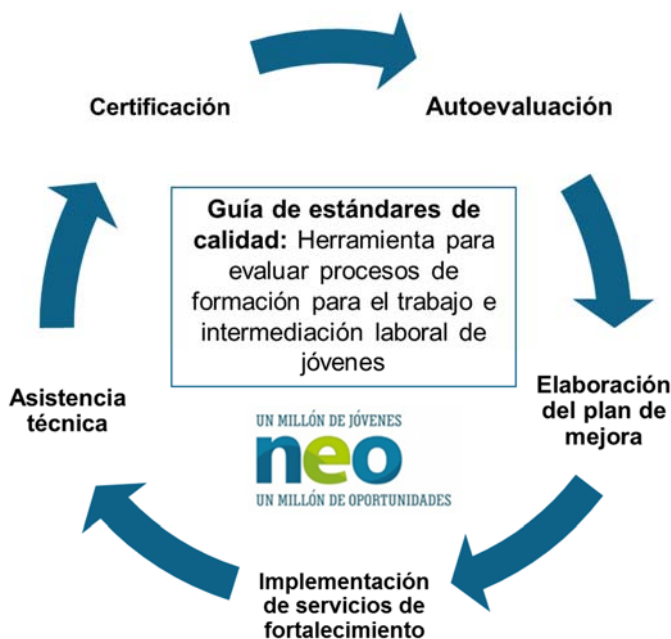 Certificación
Autoevaluación
Guía de estándares de
calidad: Herramienta para
evaluar procesos de
formación para el trabajo e
intermediación laboral de
jóvenes
Asistencia
técnica
Elaboración
del plan de
mejora
UN MILLÓN DE JÓVENES
neo
UN MILLÓN DE OPORTUNIDADES
Implementación
de servicios de
fortalecimiento